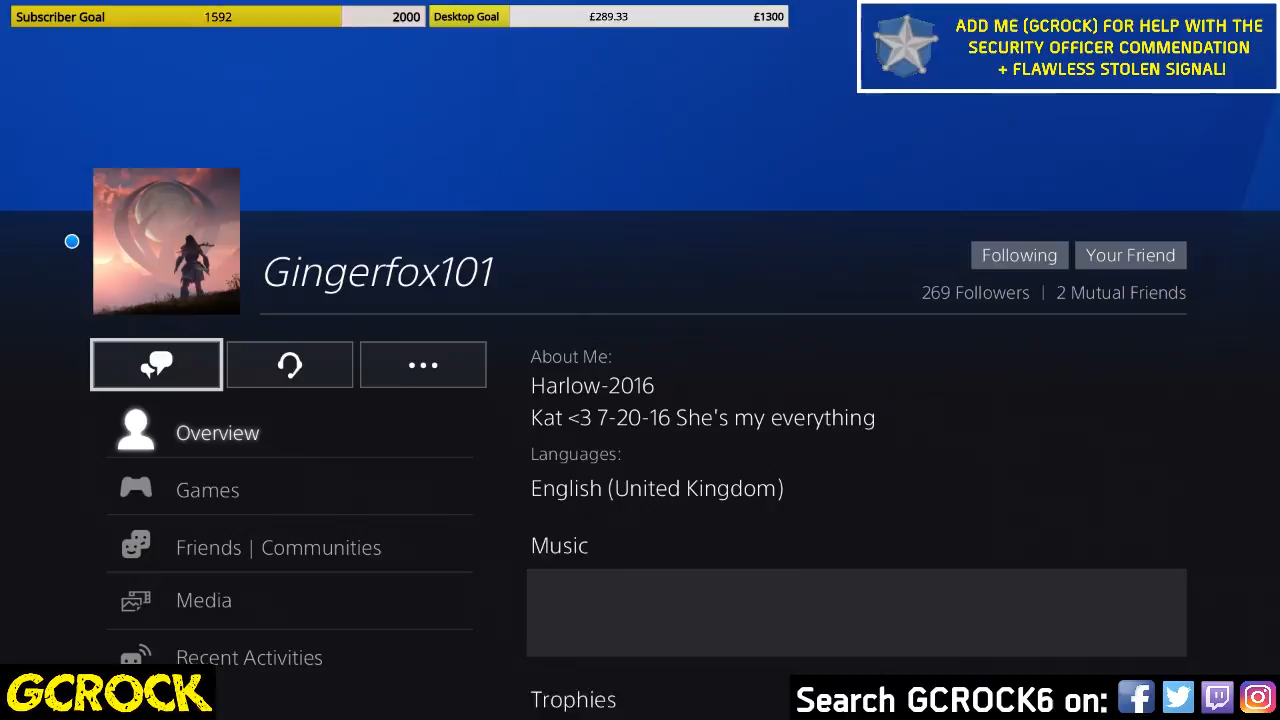 Subscriber Goal 1592 2000 Desktop Goal £289.33 £1300
ADD ME (GCROCK) FOR HELP WITH THE
SECURITY OFFICER COMMENDATION
+ FLAWLESS STOLEN SIGNAL!
Gingerfox101
Following Your Friend
269 Followers | 2 Mutual Friends
About Me:
Harlow-2016
Kat <3 7-20-16 She's my everything
Languages:
English (United Kingdom)
Music
Trophies
Overview
Games
Friends | Communities
Media
Recent Activities
GCROCK
Search GCROCK6 on: